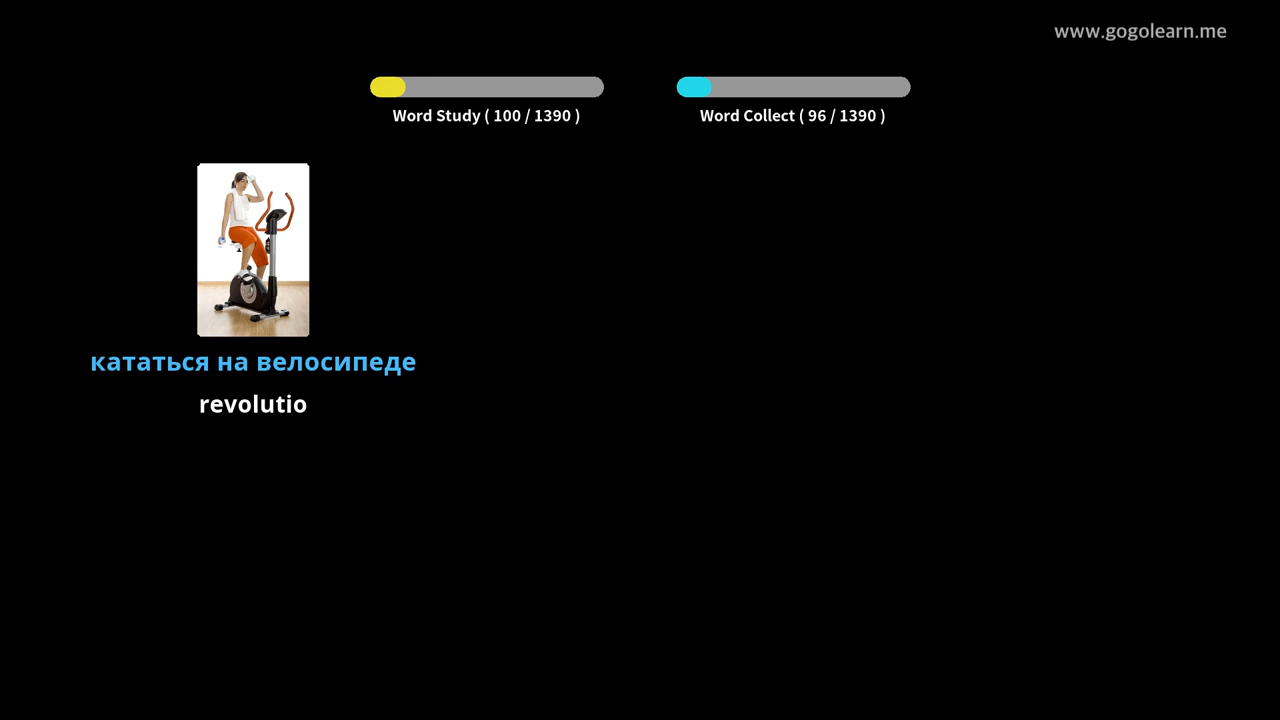 www.gogolearn.me
Word Study ( 100 / 1390 )
Word Collect ( 96 / 1390 )
кататься на велосипеде
revolutio